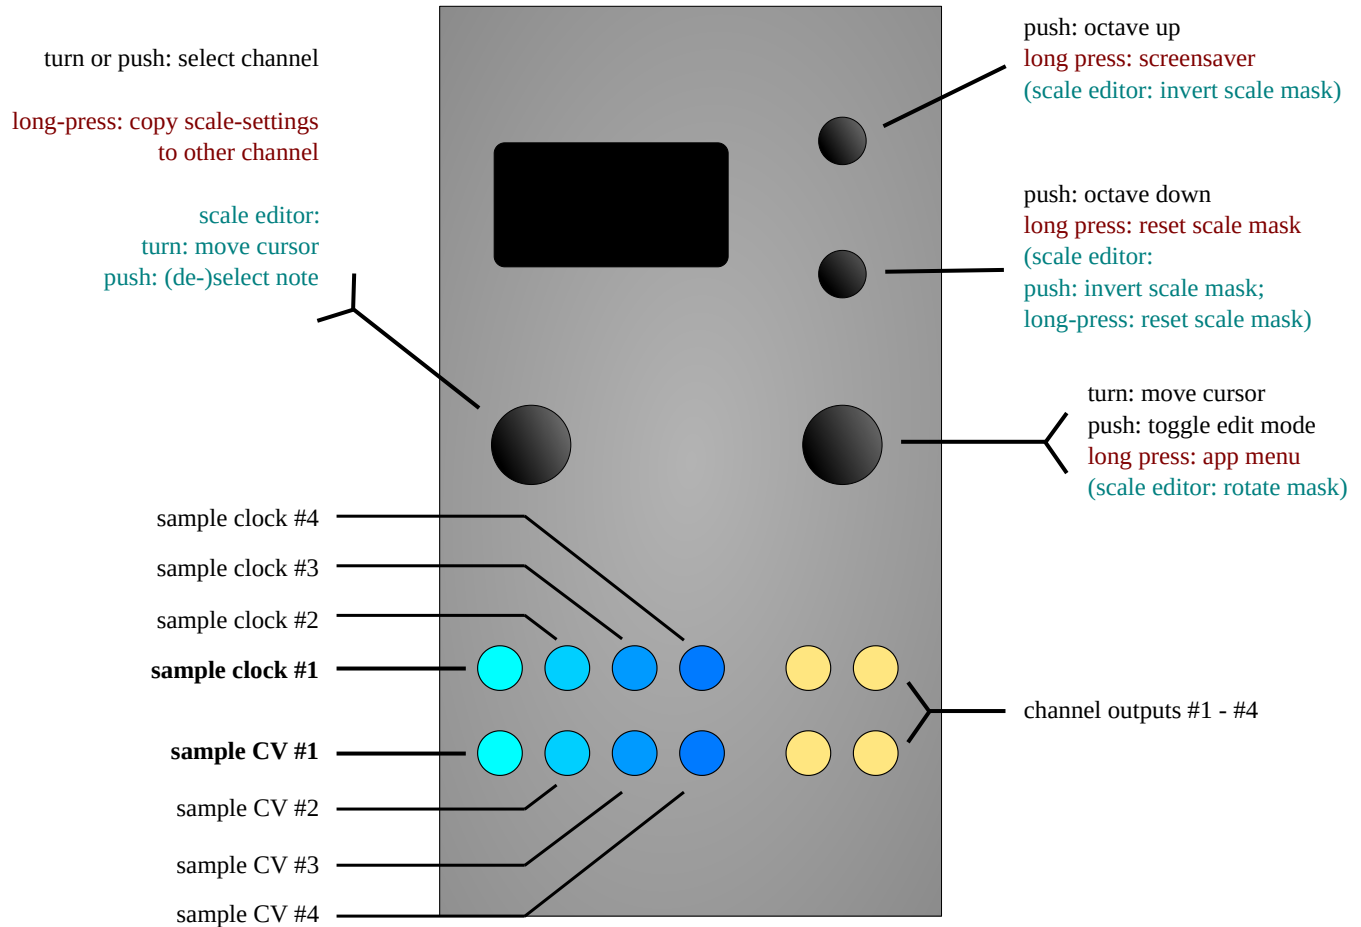 turn or push: select channel
long-press: copy scale-settings
to other channel
scale editor:
turn: move cursor
push: (de-)select note
push: octave up
long press: screensaver
(scale editor: invert scale mask)
push: octave down
long press: reset scale mask
(scale editor:
push: invert scale mask;
long-press: reset scale mask)
turn: move cursor
push: toggle edit mode
long press: app menu
(scale editor: rotate mask)
sample clock #4
sample clock #3
sample clock #2
sample clock #1
sample CV #1
sample CV #2
sample CV #3
sample CV #4
channel outputs #1 - #4